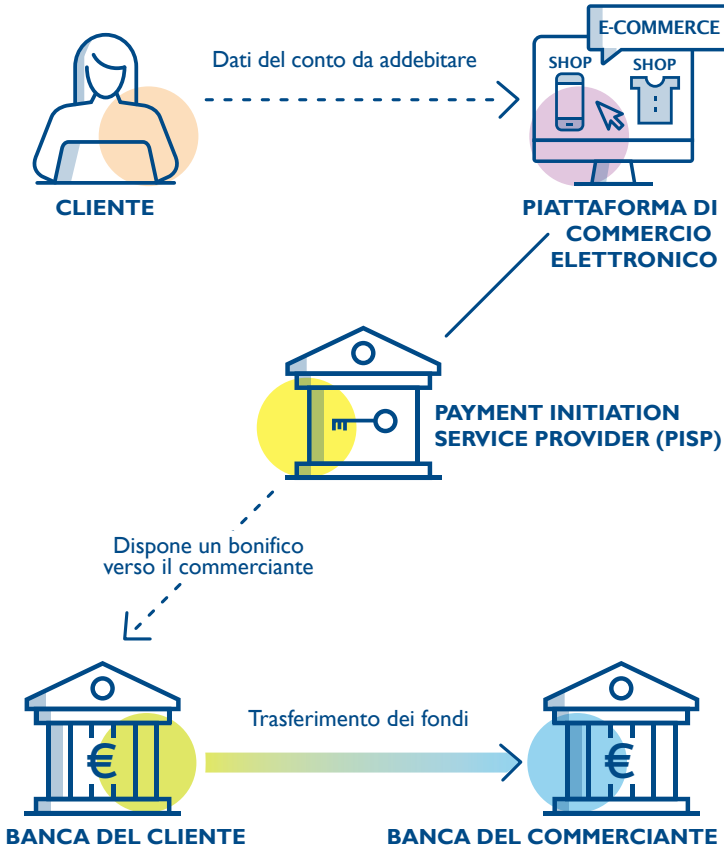 E-COMMERCE
Dati del conto da addebitare
SHOP
SHOP
CLIENTE
PIATTAFORMA DI
COMMERCIO
ELETTRONICO
PAYMENT INITIATION
SERVICE PROVIDER (PISP)
Dispone un bonifico
verso il commerciante
Trasferimento dei fondi
€
€
BANCA DEL CLIENTE
BANCA DEL COMMERCIANTE